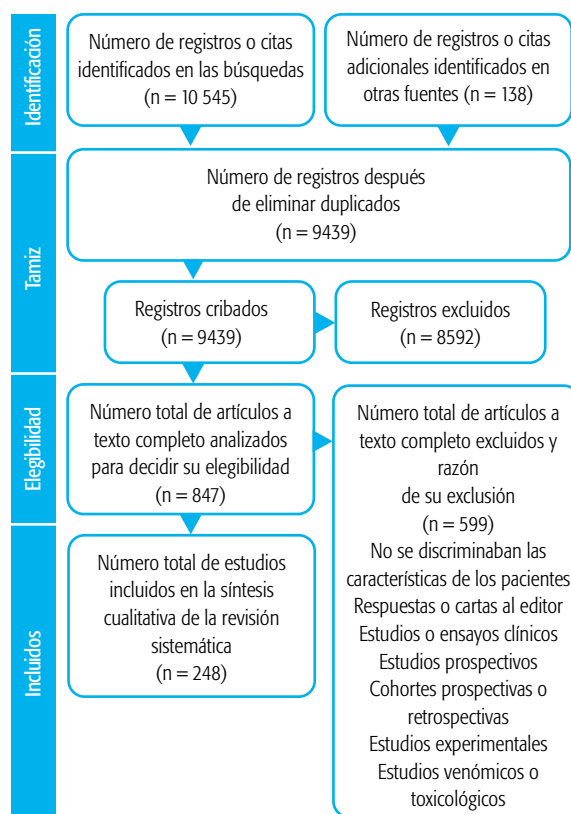 Identificación
Número de registros o citas
identificados en las búsquedas
(n = 10 545)
Número de registros o citas
adicionales identificados en
otras fuentes (n = 138)
Tamiz
Número de registros después
de eliminar duplicados
(n = 9439)
Registros cribados
(n = 9439)
Registros excluidos
(n = 8592)
Elegibilidad
Número total de artículos a
texto completo analizados
para decidir su elegibilidad
(n = 847)
Número total de artículos a
texto completo excluidos y
razón
de su exclusión
(n = 599)
No se discriminaban las
características de los pacientes
Respuestas o cartas al editor
Estudios o ensayos clínicos
Estudios prospectivos
Cohortes prospectivas o
retrospectivas
Estudios experimentales
Estudios venómicos o
toxicológicos
Incluidos
Número total de estudios
incluidos en la síntesis
cualitativa de la revisión
sistemática
(n = 248)